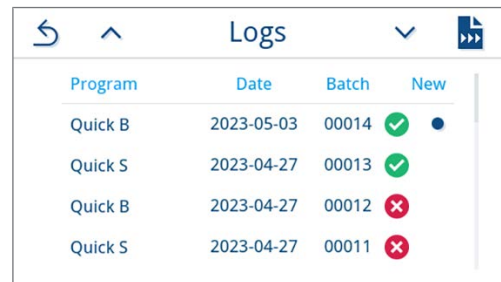 Logs
Program Date Batch New
Quick B 2023-05-03 00014
Quick S 2023-04-27 00013
Quick B 2023-04-27 00012
Quick S 2023-04-27 00011